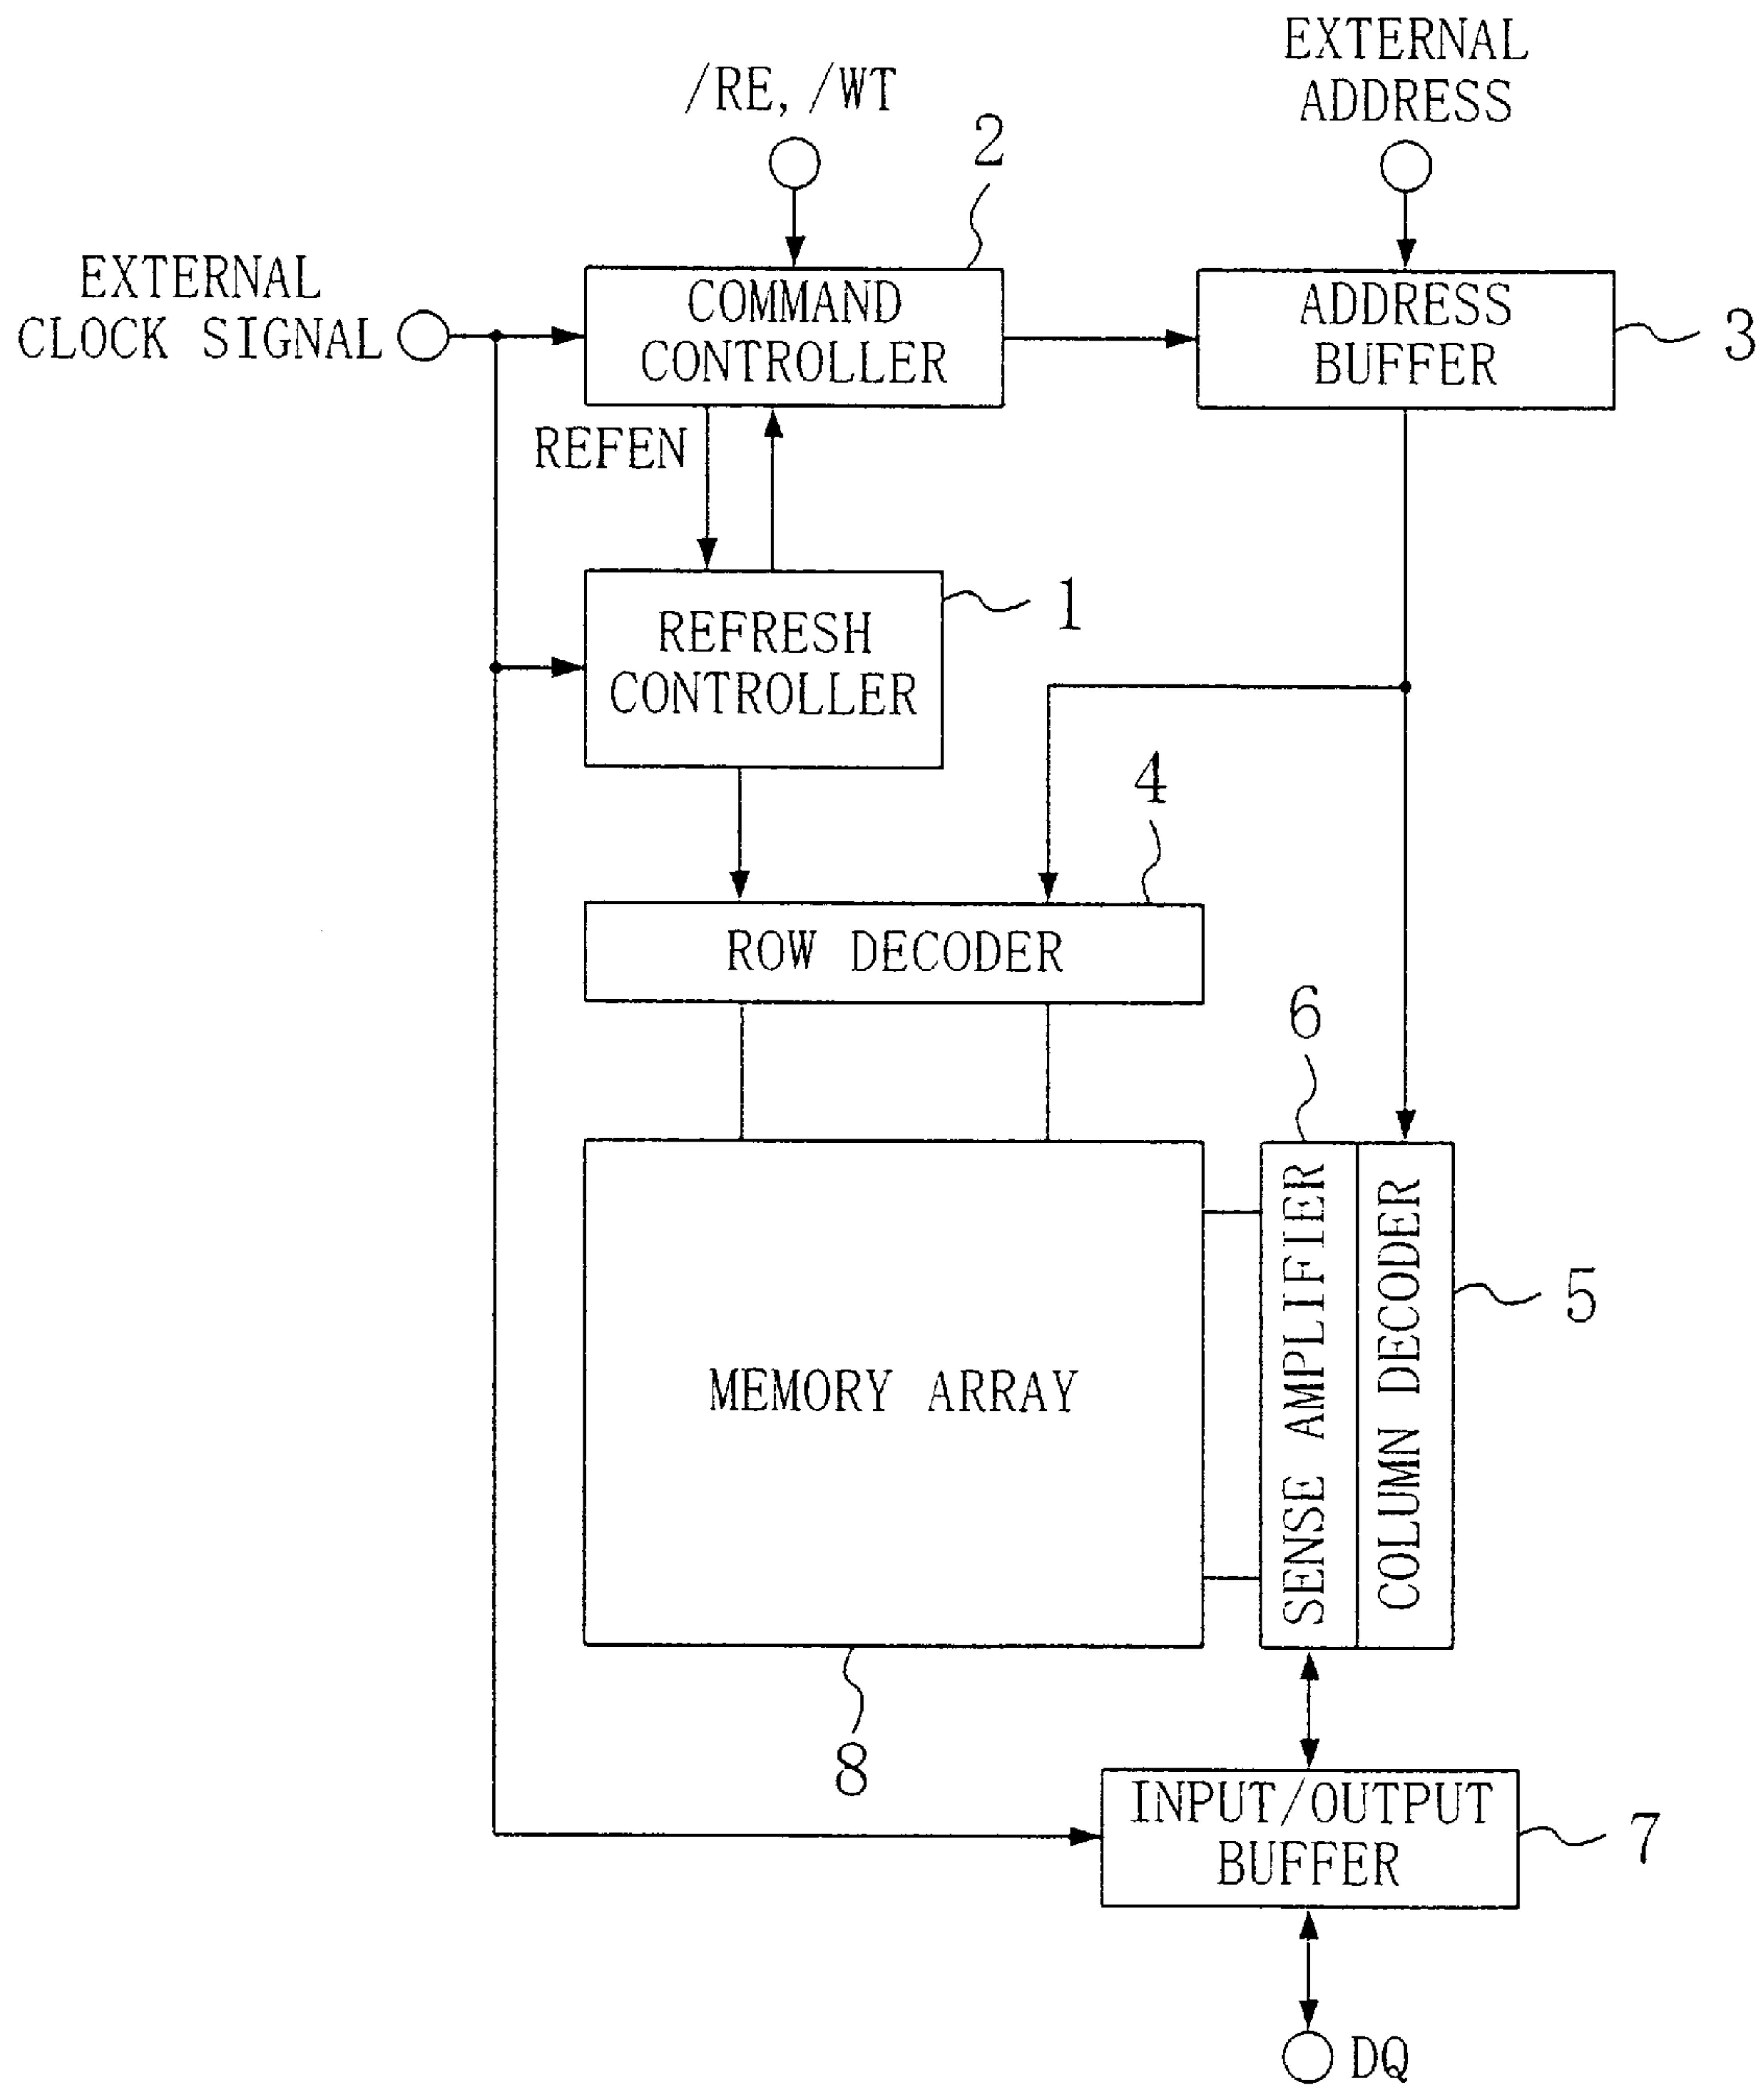 EXTERNAL
ADDRESS
/RE, /WT
2
EXTERNAL
CLOCK SIGNAL
COMMAND
CONTROLLER
ADDRESS
BUFFER
3
REFEN
1
REFRESH
CONTROLLER
4
ROW DECODER
6
SENSE AMPLIFIER
COLUMN DECODER
5
MEMORY ARRAY
8
INPUT/OUTPUT
BUFFER
7
DQ